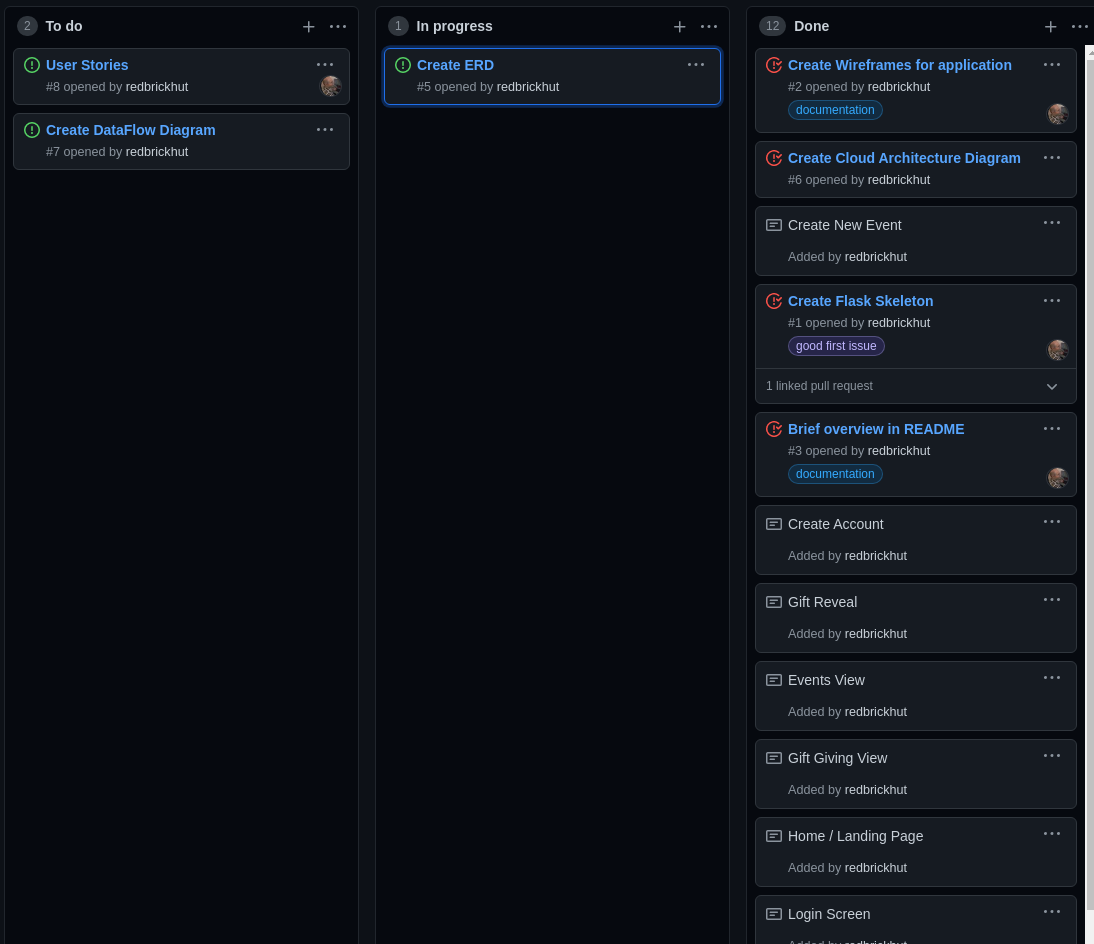 2 To do
User Stories
#8 opened by redbrickhut
Create DataFlow Diagram
#7 opened by redbrickhut
1 In progress
Create ERD
#5 opened by redbrickhut
12 Done
Create Wireframes for application
#2 opened by redbrickhut
documentation
Create Cloud Architecture Diagram
#6 opened by redbrickhut
Create New Event
Added by redbrickhut
Create Flask Skeleton
#1 opened by redbrickhut
good first issue
1 linked pull request
Brief overview in README
#3 opened by redbrickhut
documentation
Create Account
Added by redbrickhut
Gift Reveal
Added by redbrickhut
Events View
Added by redbrickhut
Gift Giving View
Added by redbrickhut
Home / Landing Page
Added by redbrickhut
Login Screen
Added by redbrickhut